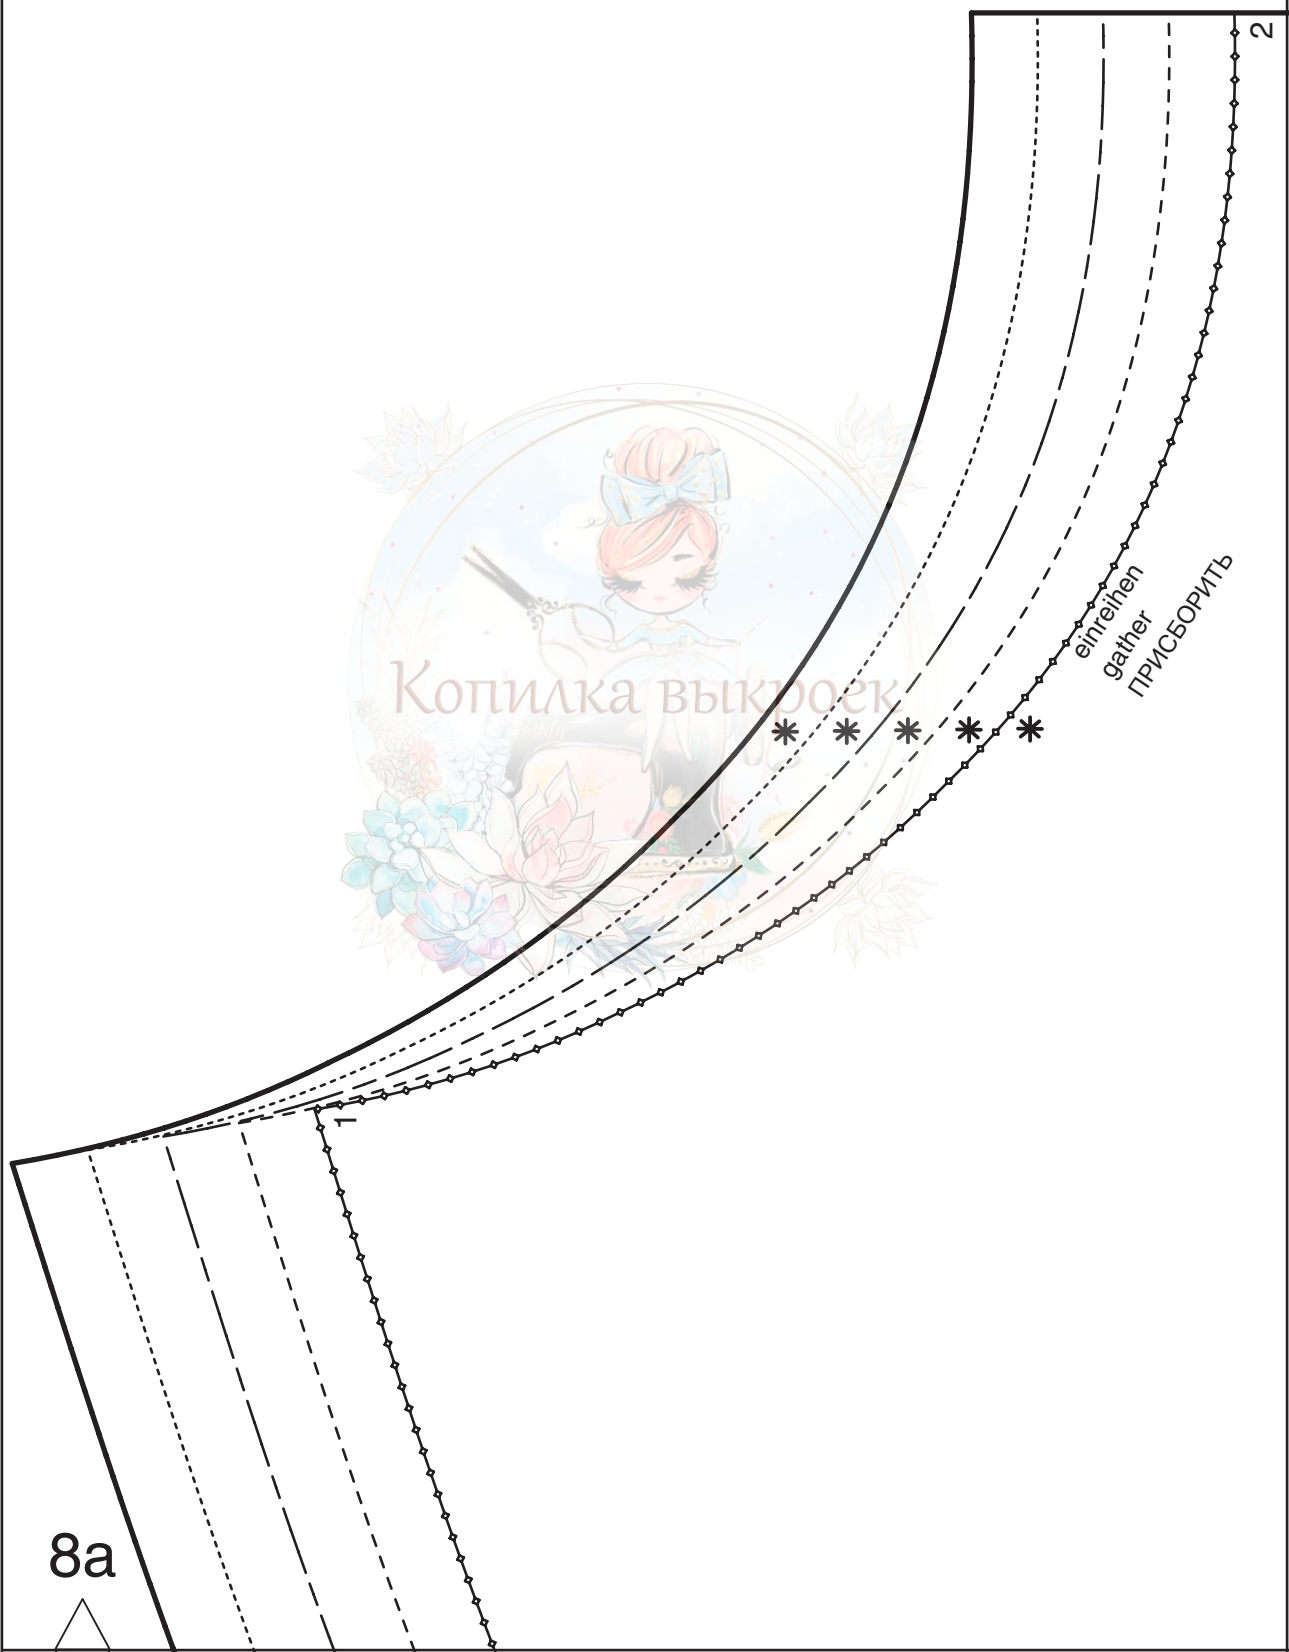 2
einreihen
gather
ПРИСБОРИТЬ
Копилка выкроек
1
8a